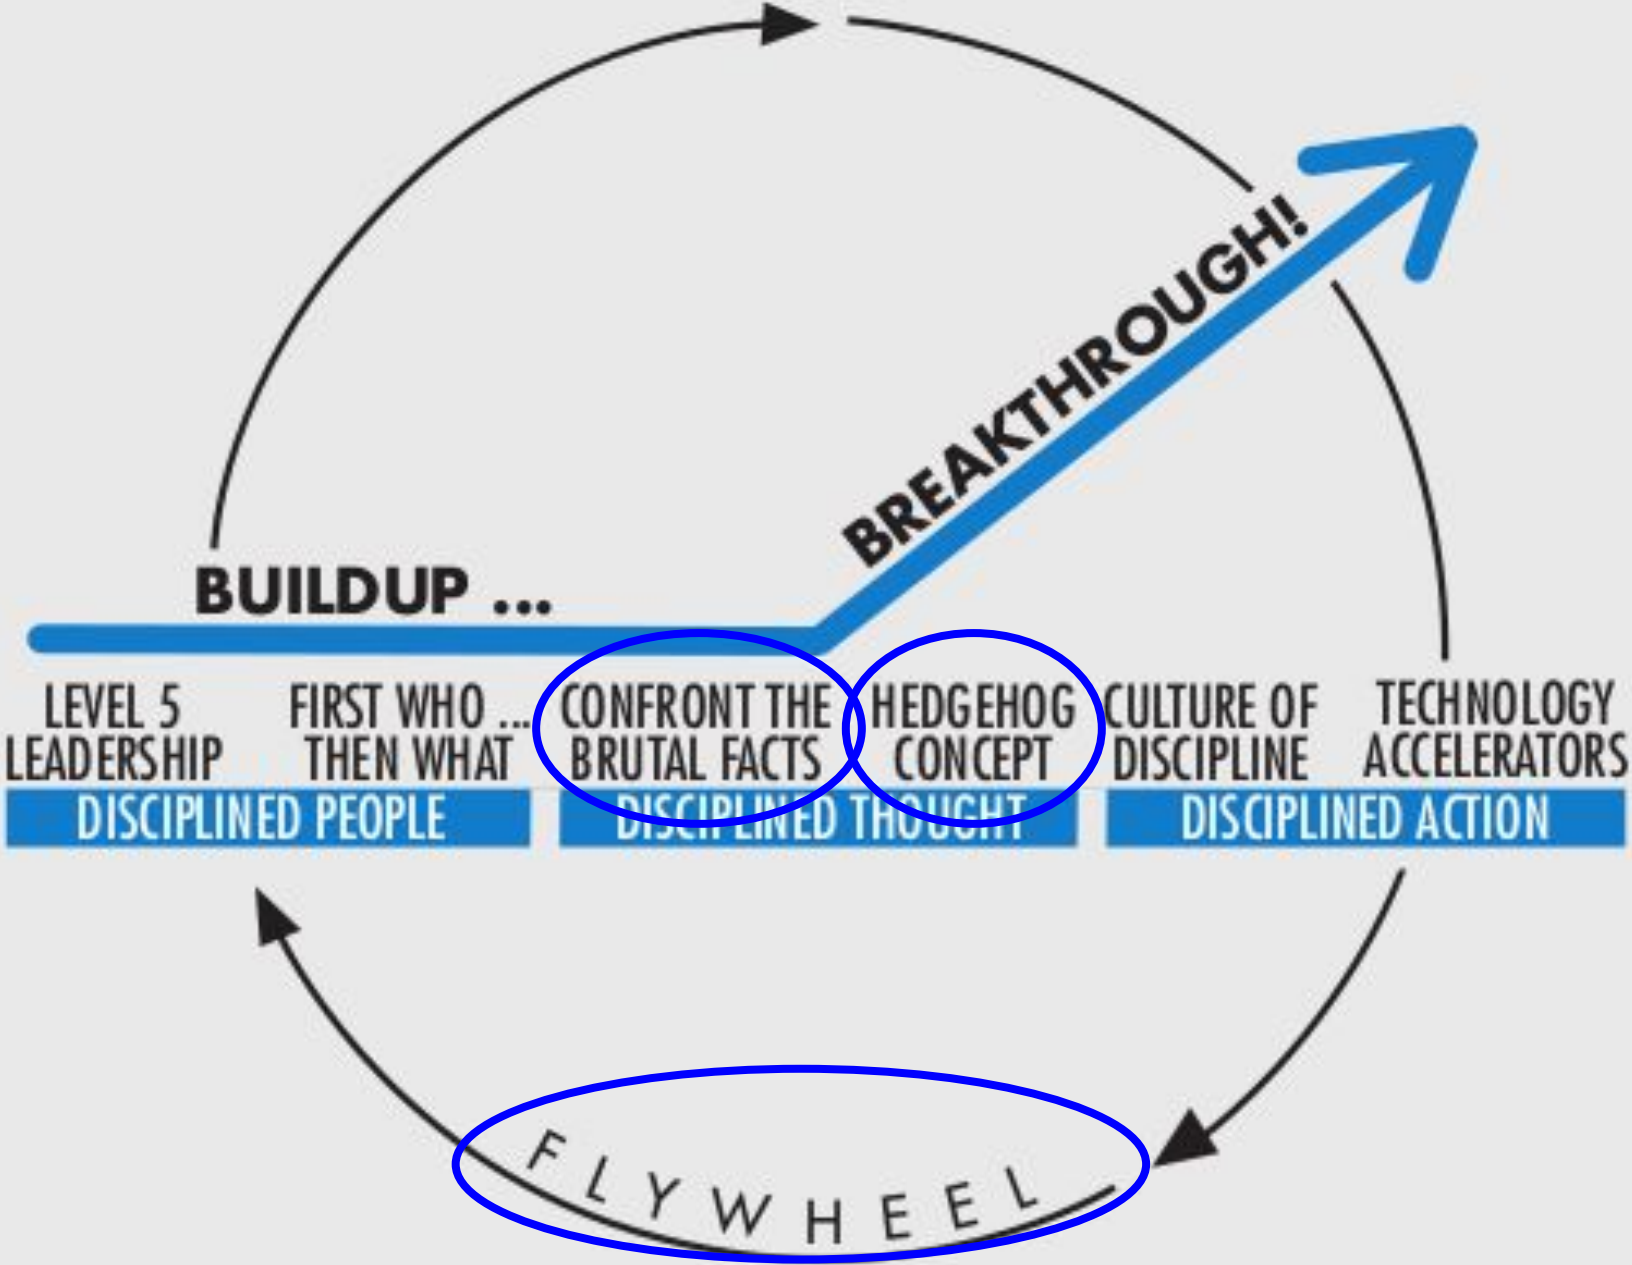 BREAKTHROUGH!
BUILDUP ...
LEVEL 5
LEADERSHIP
FIRST WHO ...
THEN WHAT
CONFRONT THE
BRUTAL FACTS
HEDGEHOG
CONCEPT
CULTURE OF
DISCIPLINE
TECHNOLOGY
ACCELERATORS
DISCIPLINED PEOPLE
DISCIPLINED THOUGHT
DISCIPLINED ACTION
FLYWHEEL